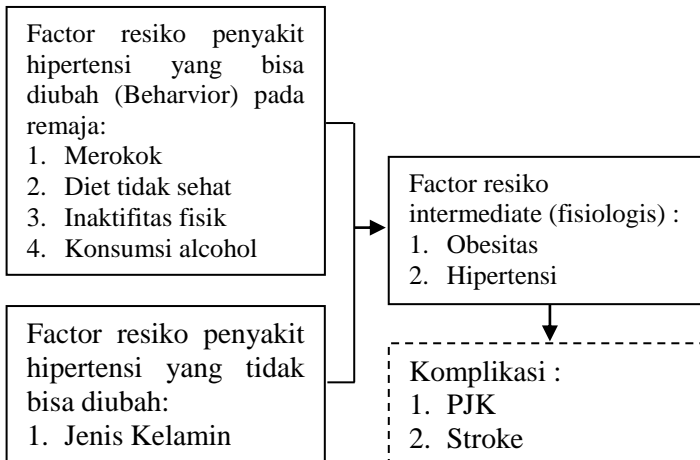 Factor resiko penyakit
hipertensi yang bisa
diubah (Beharvior) pada
remaja:
1. Merokok
2. Diet tidak sehat
3. Inaktifitas fisik
4. Konsumsi alcohol
Factor resiko penyakit
hipertensi yang tidak
bisa diubah:
1. Jenis Kelamin
Factor resiko
intermediate (fisiologis) :
1. Obesitas
2. Hipertensi
Komplikasi :
1. PJK
2. Stroke